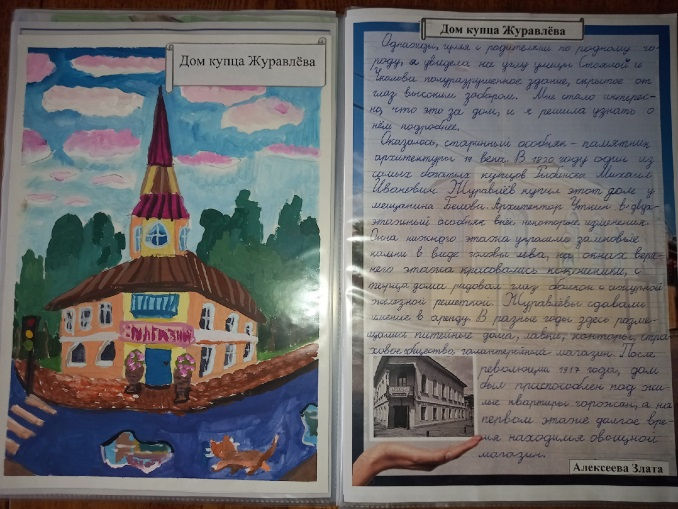 Дом купца Журавлёва
МАГАЗИН
Дом купца Журавлёва
Однажды, гуляя с родителями по родному го-
роду, я увидела на углу улицы Стоялой и
Чкалова полуразрушенное здание, скрытое от
глаз высоким забором. Мне стало интерес-
но, что это за дом, и я решила узнать о
нём подробнее.
Оказалось, старинный особняк - памятник
архитектуры 19 века. В 1870 году один из
самых богатых купцов Рыбинска Михаил
Иванович Журавлёв купил этот дом у
мещанина Белова. Архитектор Уткин в двух-
этажный особняк внёс некоторые изменения.
Окна нижнего этажа украшали замковые
камни в виде головы льва, на окнах верх-
него этажа красовались кокошники, с
торца дома радовал глаз балкон с ажурной
железной решёткой. Журавлёвы сдавали
имение в аренду. В разные годы здесь разме-
щались питейные дома, лавки, конторы, стра-
ховое общество, галантерейный магазин. После
революции 1917 года, дом
был приспособлен под жи-
лые квартиры горожан, а на
первом этаже долгое вре-
мя находился овощной
магазин.
Алексеева Злата